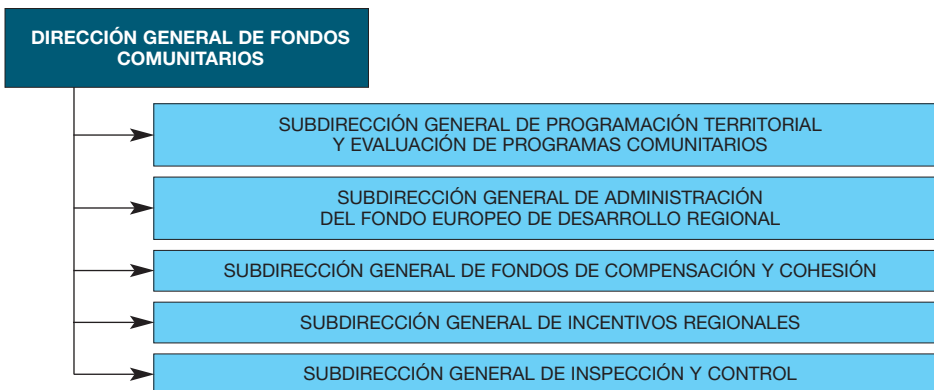 DIRECCIÓN GENERAL DE FONDOS
COMUNITARIOS
SUBDIRECCIÓN GENERAL DE PROGRAMACIÓN TERRITORIAL
Y EVALUACIÓN DE PROGRAMAS COMUNITARIOS
SUBDIRECCIÓN GENERAL DE ADMINISTRACIÓN
DEL FONDO EUROPEO DE DESARROLLO REGIONAL
SUBDIRECCIÓN GENERAL DE FONDOS DE COMPENSACIÓN Y COHESIÓN
SUBDIRECCIÓN GENERAL DE INCENTIVOS REGIONALES
SUBDIRECCIÓN GENERAL DE INSPECCIÓN Y CONTROL